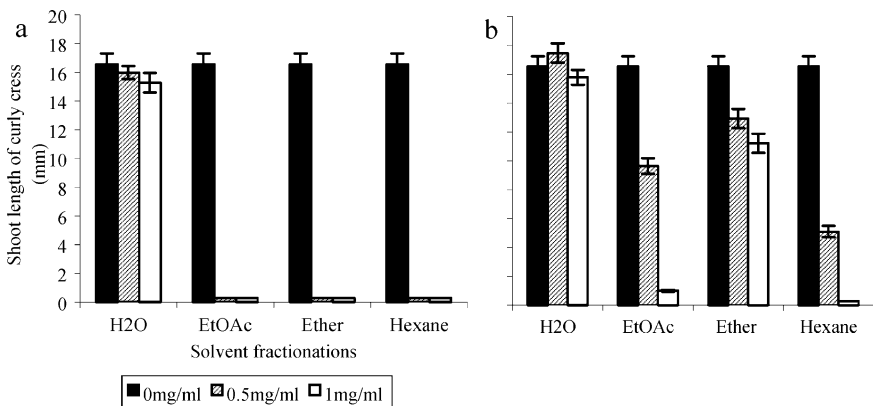 a
b
20
18
16
14
12
10
8
6
4
2
0
Shoot length of curly cress
(mm)
H2O EtOAc Ether Hexane
H2O EtOAc Ether Hexane
Solvent fractionations
0mg/ml 0.5mg/ml 1mg/ml